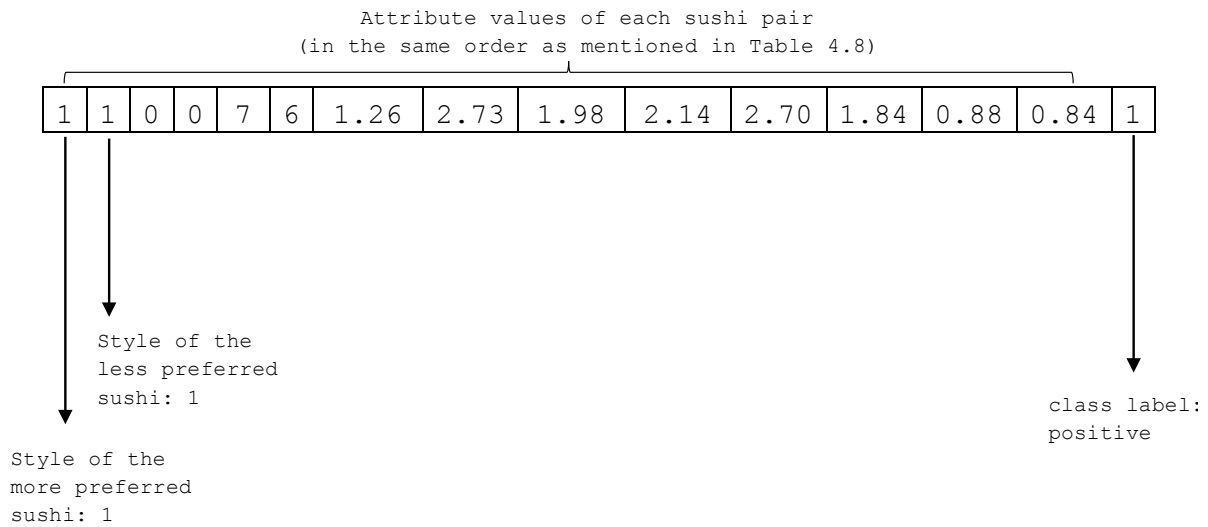 Attribute values of each sushi pair
(in the same order as mentioned in Table 4.8)
1 1 0 0 7 6 1.26 2.73 1.98 2.14 2.70 1.84 0.88 0.84 1
Style of the
less preferred
sushi: 1
class label:
positive
Style of the
more preferred
sushi: 1